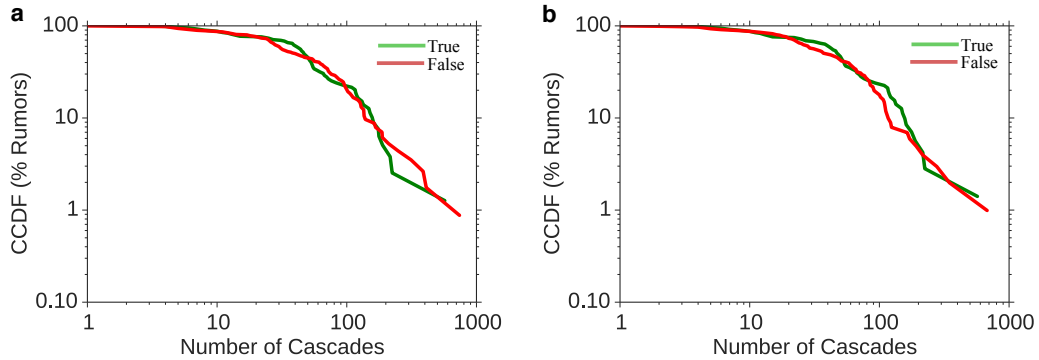 a
CCDF (% Rumors)
100
10
1
0.10
1 10 100 1000
Number of Cascades
True
False
b
CCDF (% Rumors)
100
10
1
0.10
1 10 100 1000
Number of Cascades
True
False